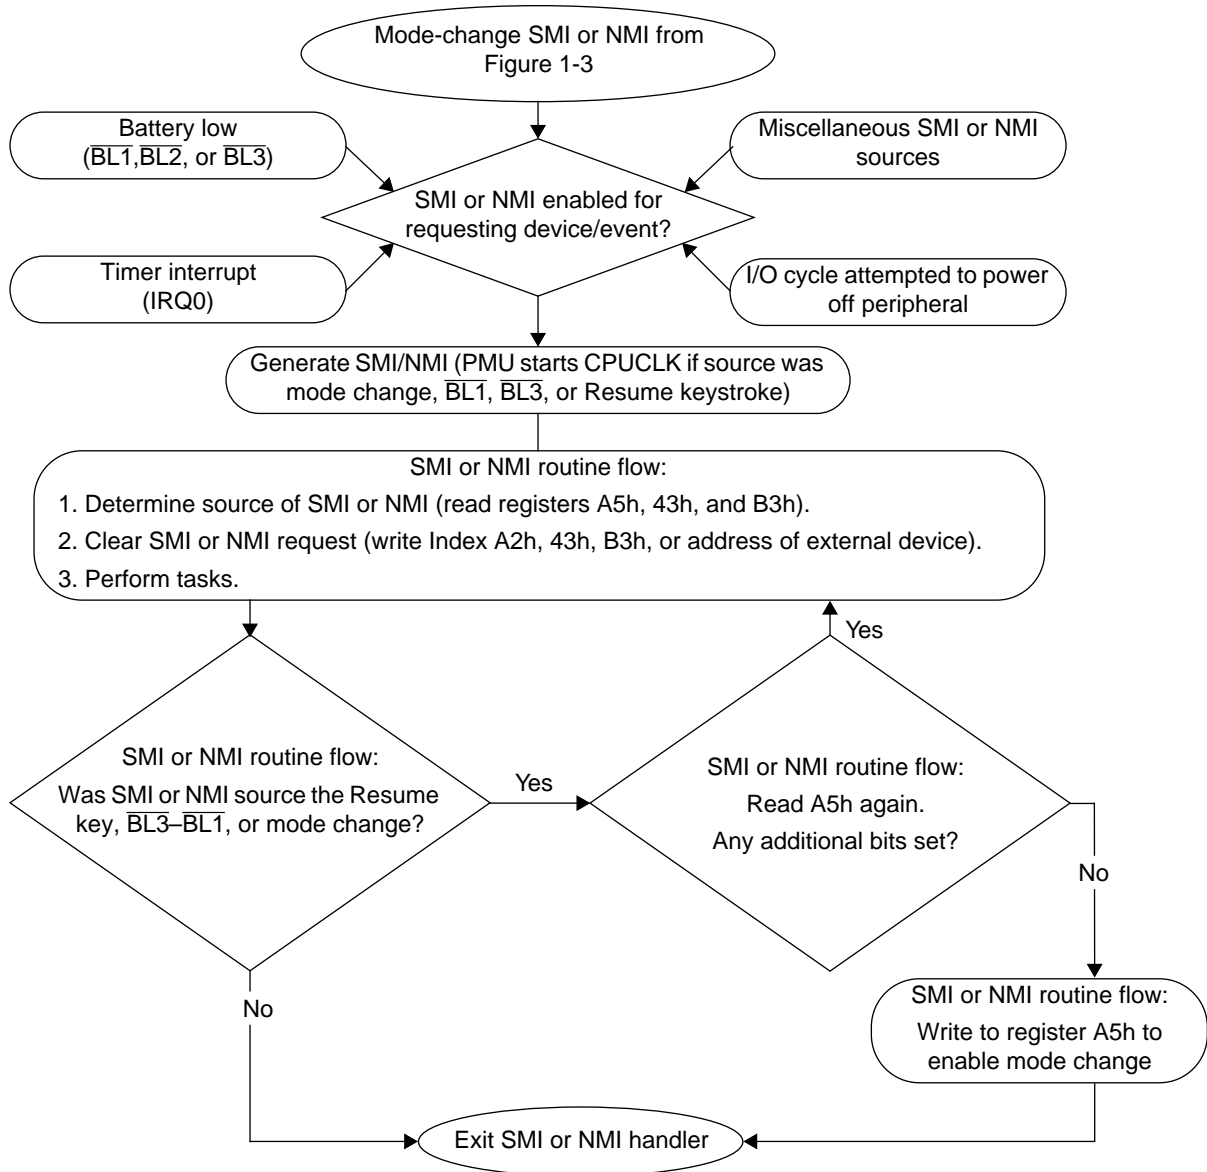 Mode-change SMI or NMI from
Figure 1-3
Battery low
(B̅L̅1̅,B̅L̅2̅, or B̅L̅3̅)
Miscellaneous SMI or NMI
sources
SMI or NMI enabled for
requesting device/event?
Timer interrupt
(IRQ0)
I/O cycle attempted to power
off peripheral
Generate SMI/NMI (PMU starts CPUCLK if source was
mode change, B̅L̅1̅, B̅L̅3̅, or Resume keystroke)
SMI or NMI routine flow:
1. Determine source of SMI or NMI (read registers A5h, 43h, and B3h).
2. Clear SMI or NMI request (write Index A2h, 43h, B3h, or address of external device).
3. Perform tasks.
Yes
SMI or NMI routine flow:
Was SMI or NMI source the Resume
key, B̅L̅3̅–B̅L̅1̅, or mode change?
Yes
SMI or NMI routine flow:
Read A5h again.
Any additional bits set?
No
No
SMI or NMI routine flow:
Write to register A5h to
enable mode change
Exit SMI or NMI handler